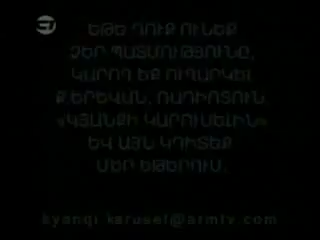 ԵԹԵ ԴՈՒՔ ՈՒՆԵՔ
ՁԵՐ ՊԱՏՄՈՒԹՅՈՒՆԸ,
ԿԱՐՈՂ ԵՔ ՈՒՂԱՐԿԵԼ
Ք.ԵՐԵՎԱՆ, ՌԱԴԻՈՏՈՒՆ,
«ԿՅԱՆՔԻ ԿԱՐՈՒՍԵԼԻՆ»
ԵՎ ԱՅՆ ԿԴԻՏԵՔ
ՄԵՐ ԵԹԵՐՈՒՄ.
kyanqi karusel@armtv.com